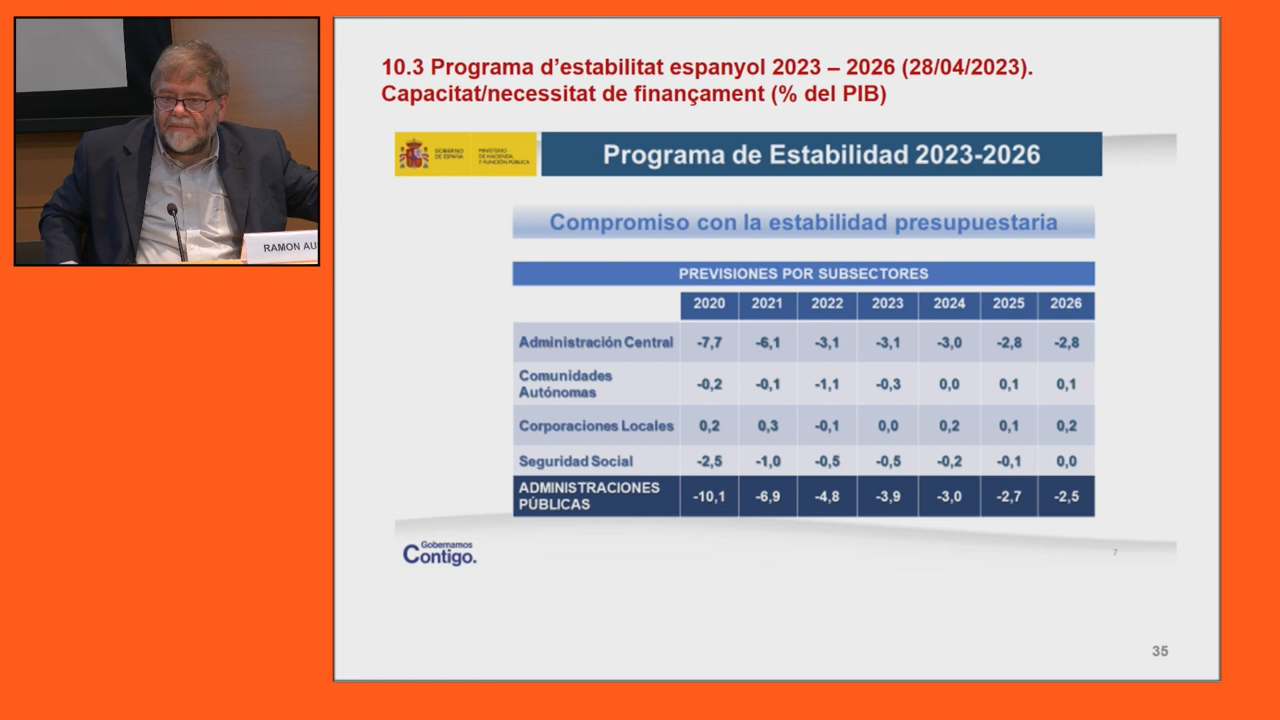 RAMON AU
10.3 Programa d’estabilitat espanyol 2023 – 2026 (28/04/2023).
Capacitat/necessitat de finançament (% del PIB)
GOBIERNO DE ESPAÑA
MINISTERIO DE HACIENDA Y FUNCIÓN PÚBLICA
Programa de Estabilidad 2023-2026
Compromiso con la estabilidad presupuestaria
PREVISIONES POR SUBSECTORES
2020 2021 2022 2023 2024 2025 2026
Administración Central -7,7 -6,1 -3,1 -3,1 -3,0 -2,8 -2,8
Comunidades
Autónomas -0,2 -0,1 -1,1 -0,3 0,0 0,1 0,1
Corporaciones Locales 0,2 0,3 -0,1 0,0 0,2 0,1 0,2
Seguridad Social -2,5 -1,0 -0,5 -0,5 -0,2 -0,1 0,0
ADMINISTRACIONES
PÚBLICAS -10,1 -6,9 -4,8 -3,9 -3,0 -2,7 -2,5
Gobernamos
Contigo.
7
35